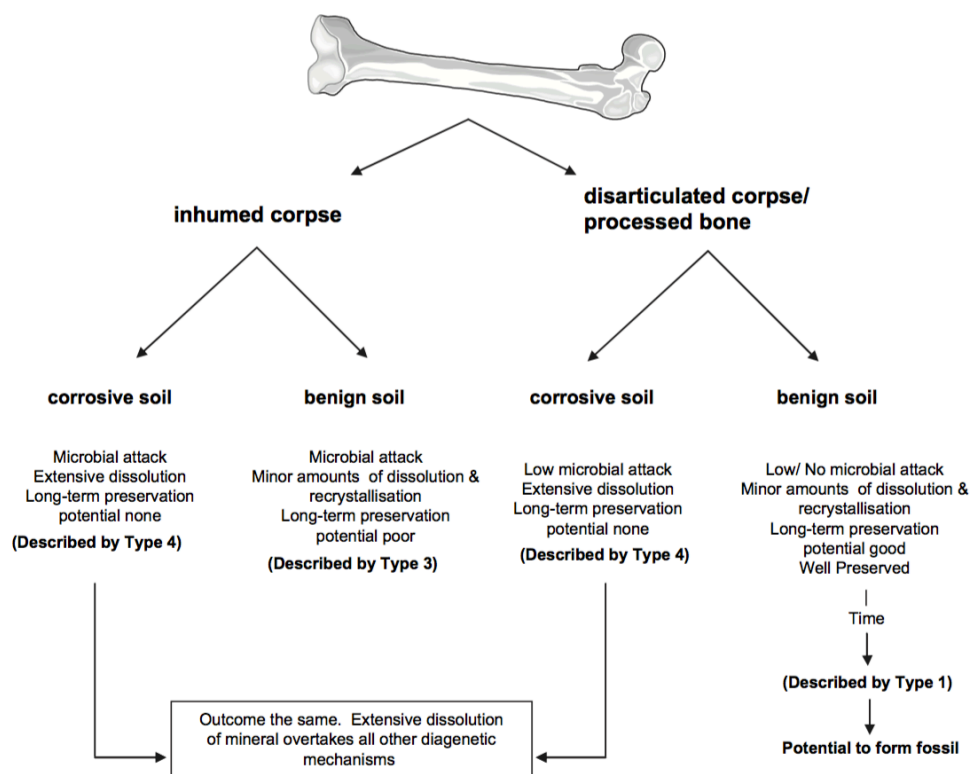 inhumed corpse
disarticulated corpse/
processed bone
corrosive soil
Microbial attack
Extensive dissolution
Long-term preservation
potential none
(Described by Type 4)
benign soil
Microbial attack
Minor amounts of dissolution &
recrystallisation
Long-term preservation
potential poor
(Described by Type 3)
corrosive soil
Low microbial attack
Extensive dissolution
Long-term preservation
potential none
(Described by Type 4)
benign soil
Low/ No microbial attack
Minor amounts of dissolution &
recrystallisation
Long-term preservation
potential good
Well Preserved
Time
(Described by Type 1)
Potential to form fossil
Outcome the same. Extensive dissolution
of mineral overtakes all other diagenetic
mechanisms